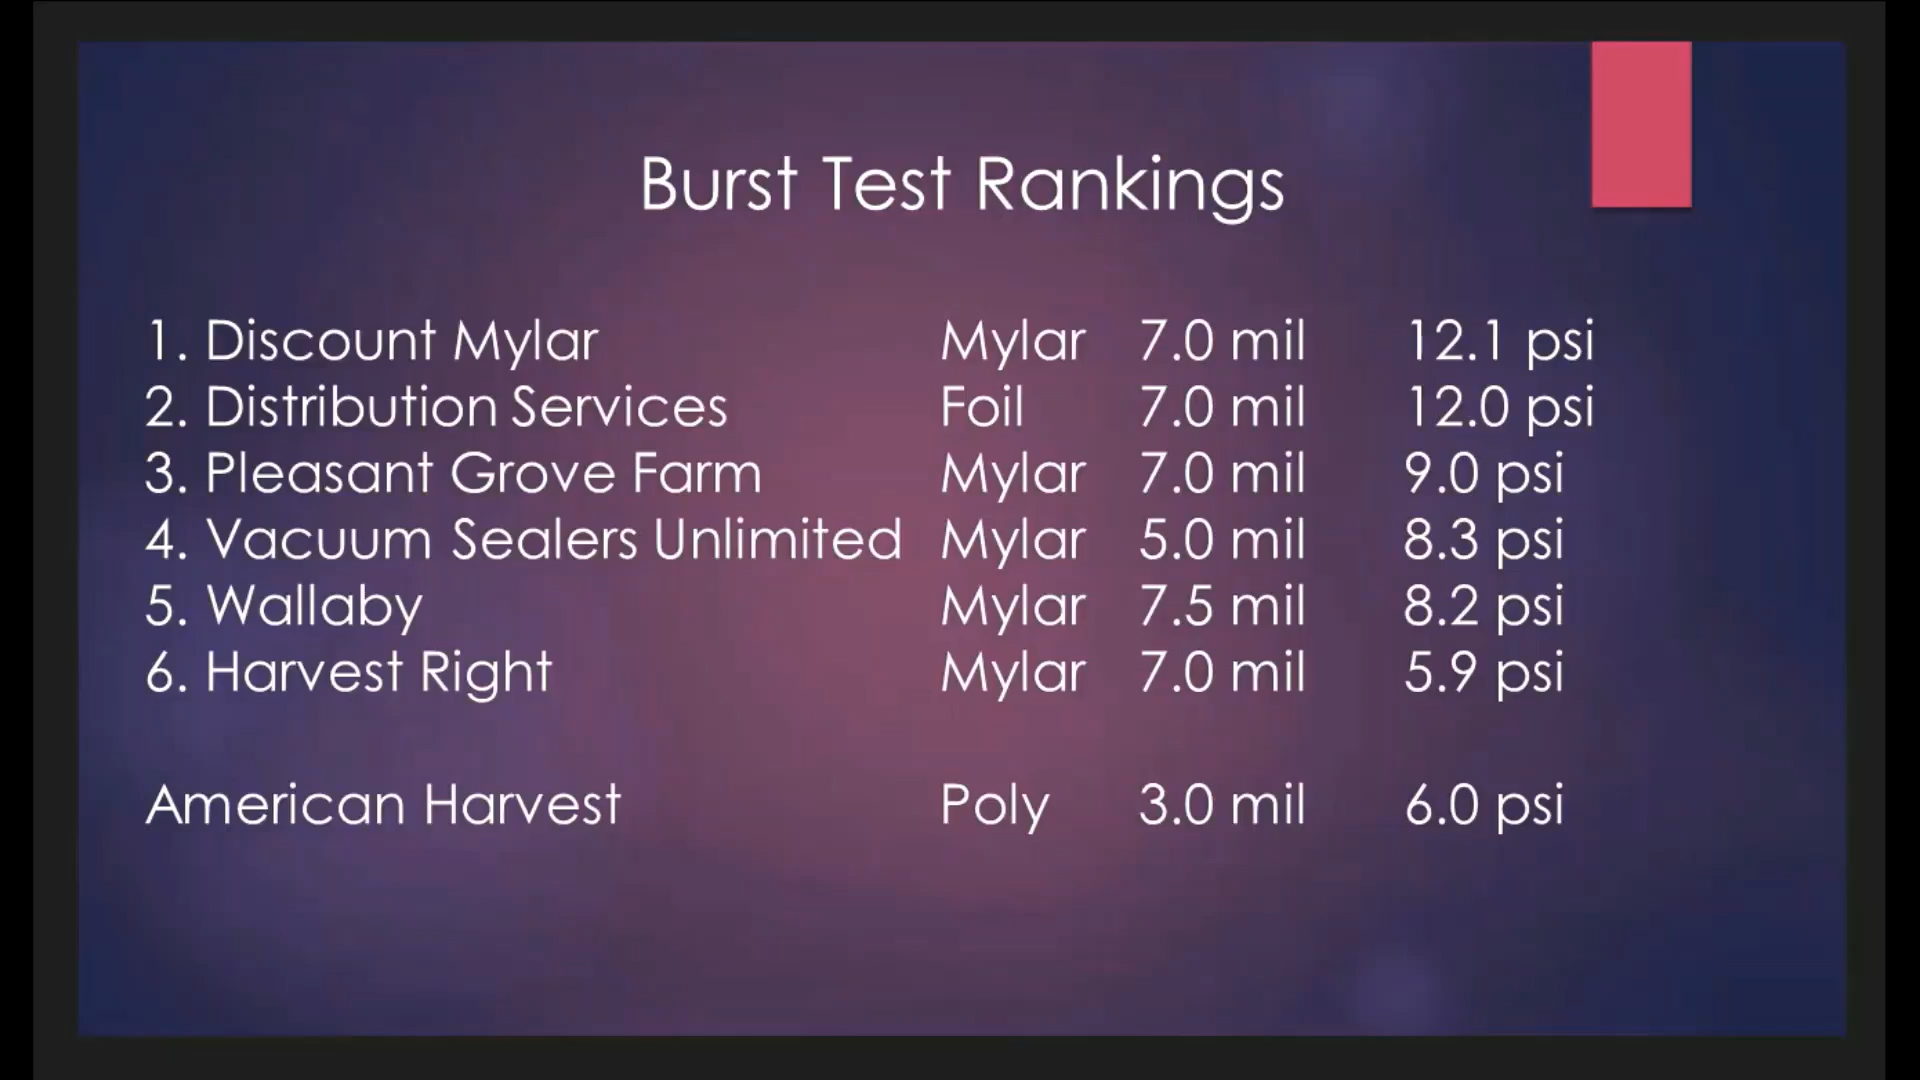 Burst Test Rankings
1. Discount Mylar Mylar 7.0 mil 12.1 psi
2. Distribution Services Foil 7.0 mil 12.0 psi
3. Pleasant Grove Farm Mylar 7.0 mil 9.0 psi
4. Vacuum Sealers Unlimited Mylar 5.0 mil 8.3 psi
5. Wallaby Mylar 7.5 mil 8.2 psi
6. Harvest Right Mylar 7.0 mil 5.9 psi
American Harvest Poly 3.0 mil 6.0 psi